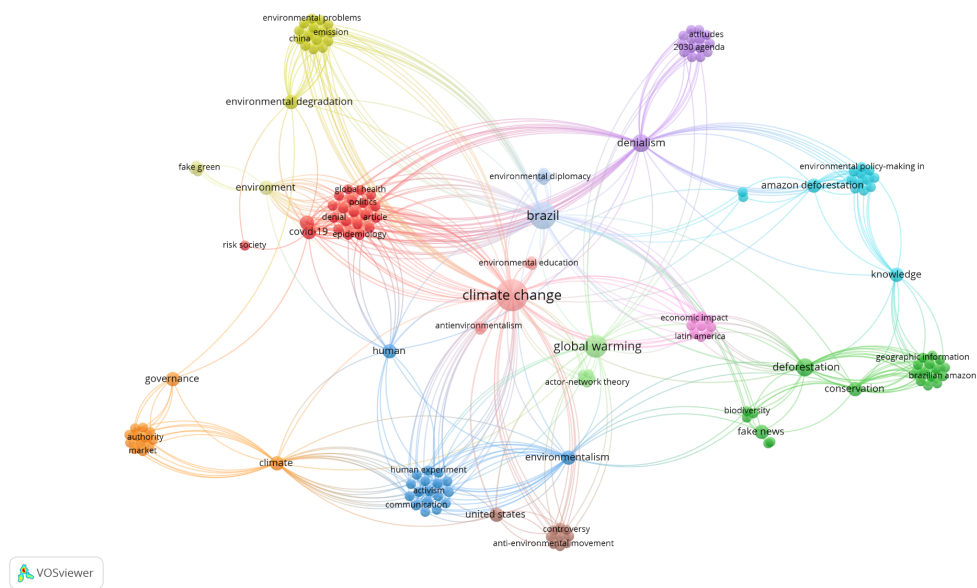 environmental problems
emission
china
environmental degradation
attitudes
2030 agenda
denialism
fake green
environment
environmental diplomacy
environmental policy-making in
amazon deforestation
global health
politics
denial
article
covid-19
epidemiology
brazil
risk society
environmental education
knowledge
climate change
antienvironmentalism
economic impact
latin america
human
global warming
geographic information
deforestation
brazilian amazon
governance
actor-network theory
conservation
biodiversity
fake news
authority
market
climate
human experiment
environmentalism
activism
communication
united states
controversy
anti-environmental movement
VOSviewer